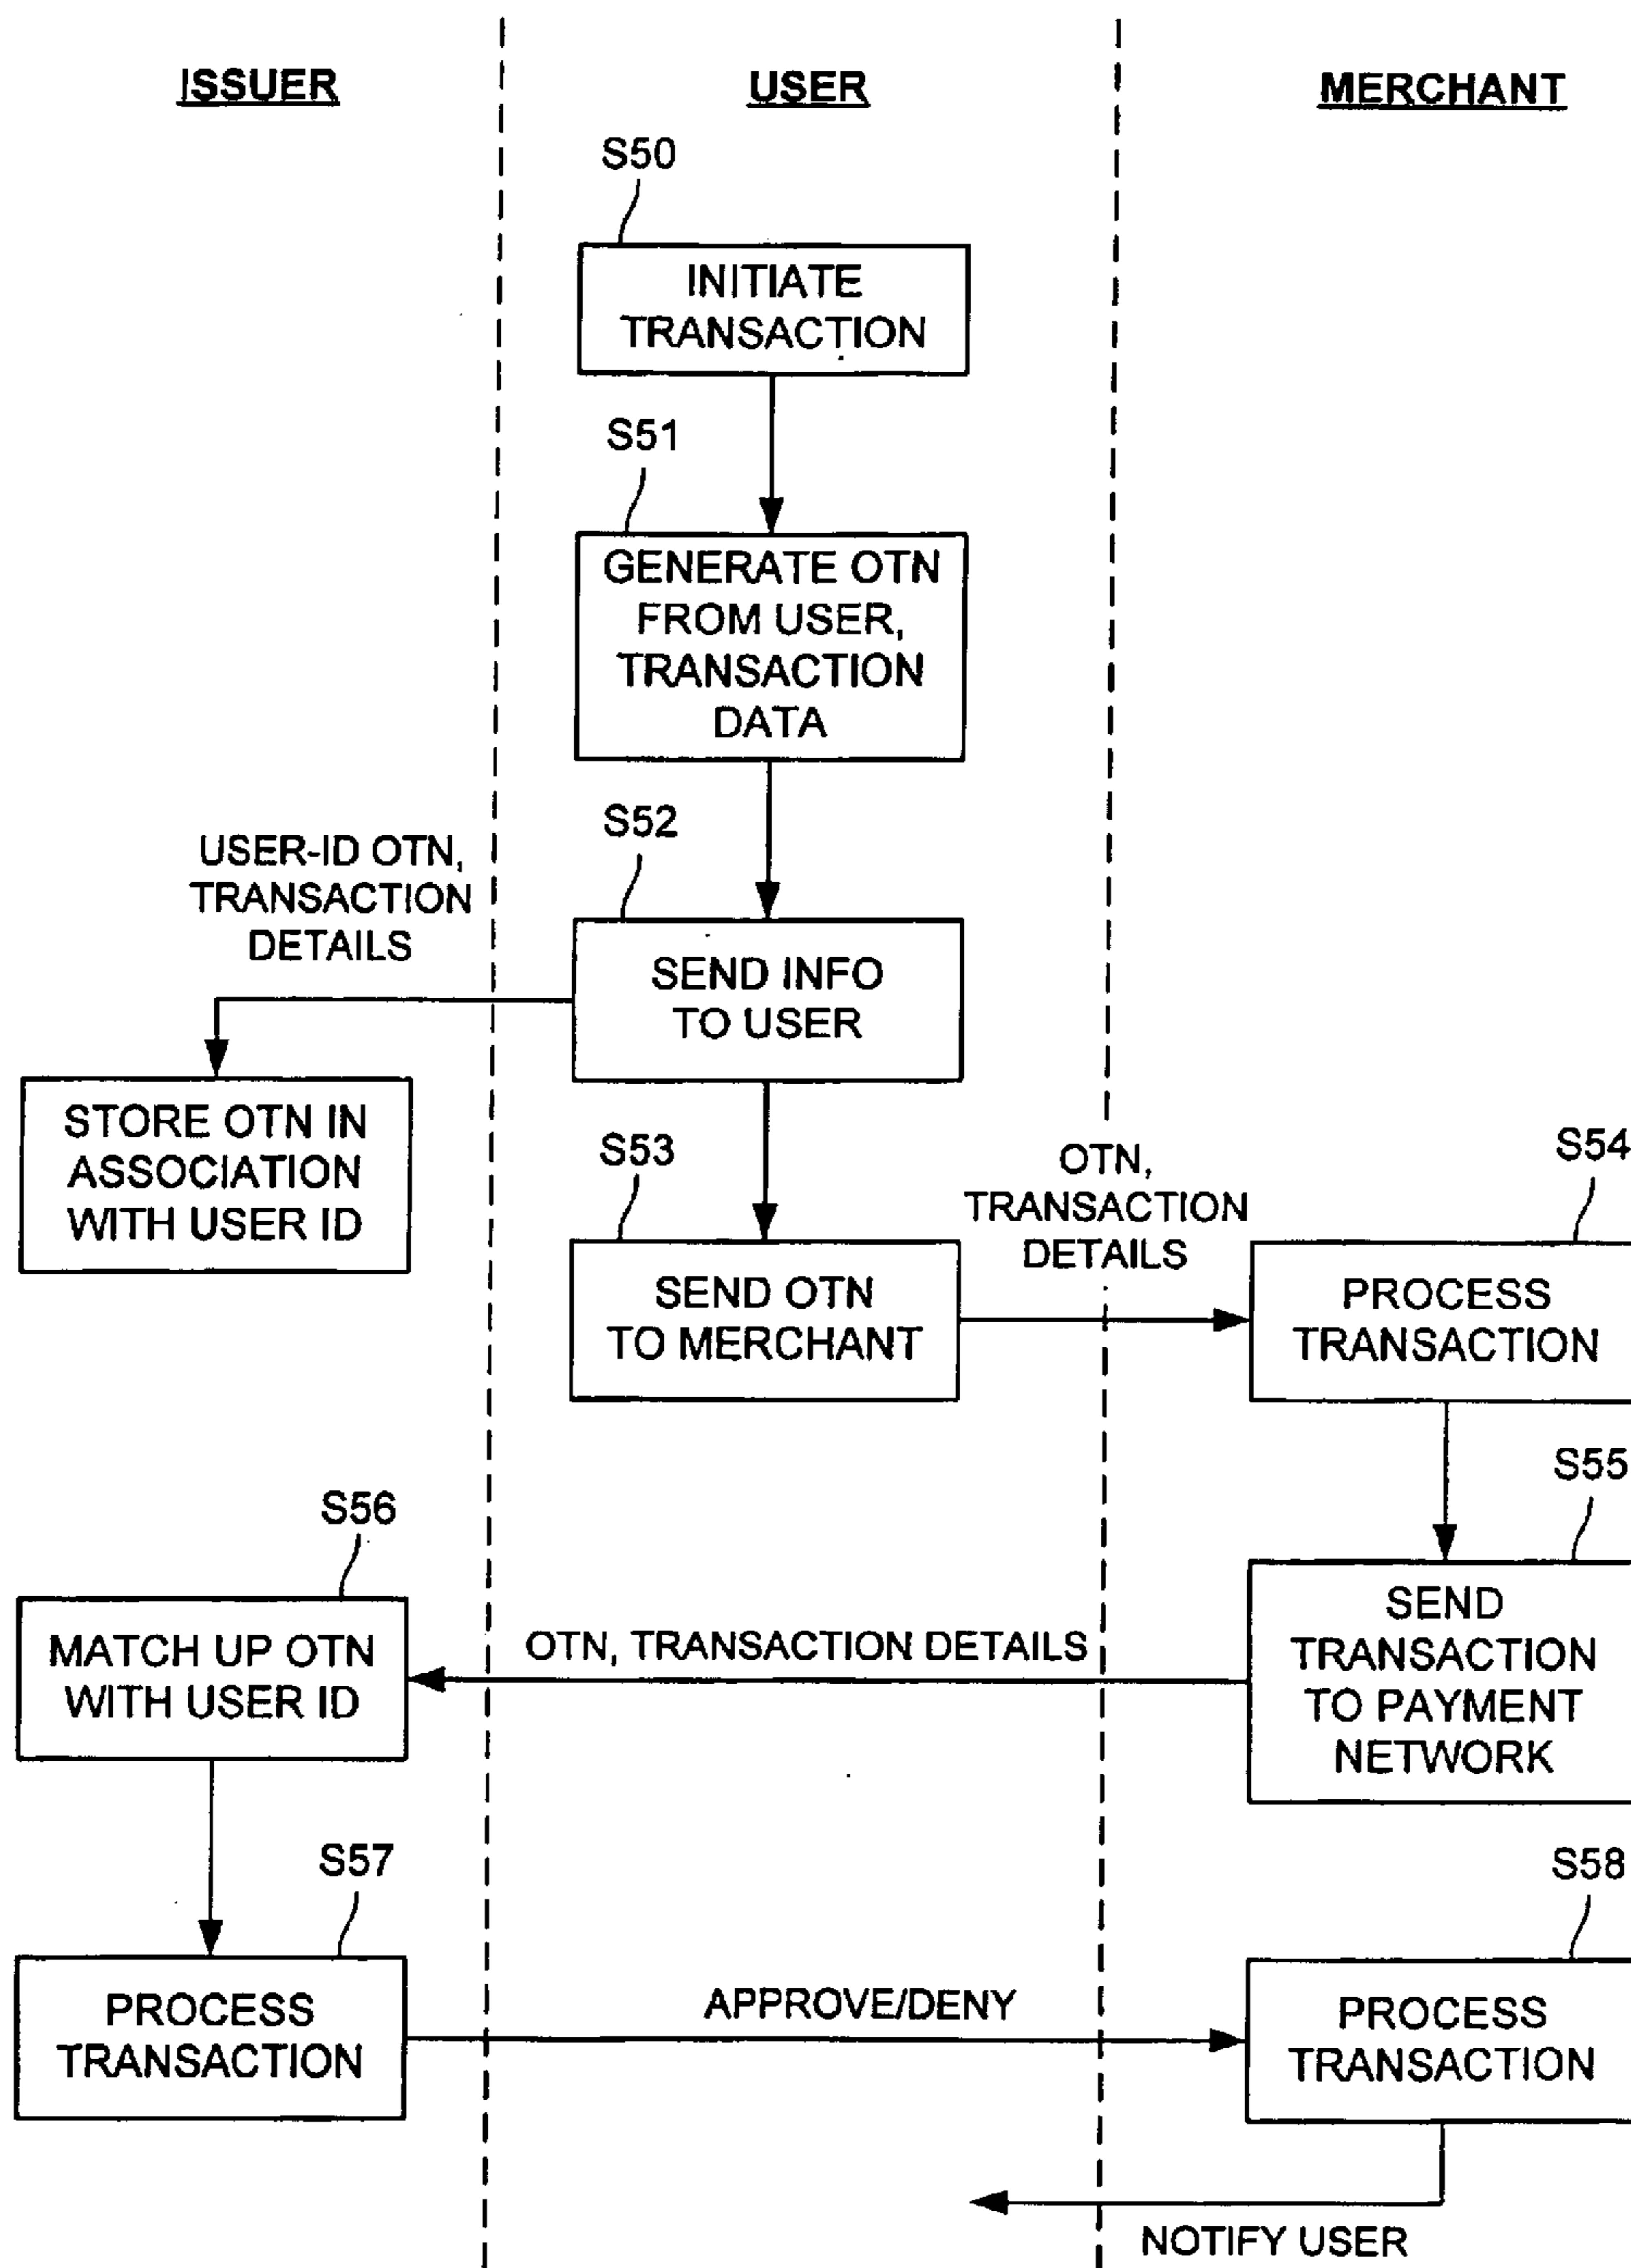 ISSUER
USER
MERCHANT
S50
INITIATE
TRANSACTION
S51
GENERATE OTN
FROM USER,
TRANSACTION
DATA
S52
USER-ID OTN,
TRANSACTION
DETAILS
SEND INFO
TO USER
STORE OTN IN
ASSOCIATION
WITH USER ID
S53
SEND OTN
TO MERCHANT
OTN,
TRANSACTION
DETAILS
S54
PROCESS
TRANSACTION
S55
SEND
TRANSACTION
TO PAYMENT
NETWORK
OTN, TRANSACTION DETAILS
S56
MATCH UP OTN
WITH USER ID
S57
PROCESS
TRANSACTION
APPROVE/DENY
S58
PROCESS
TRANSACTION
NOTIFY USER